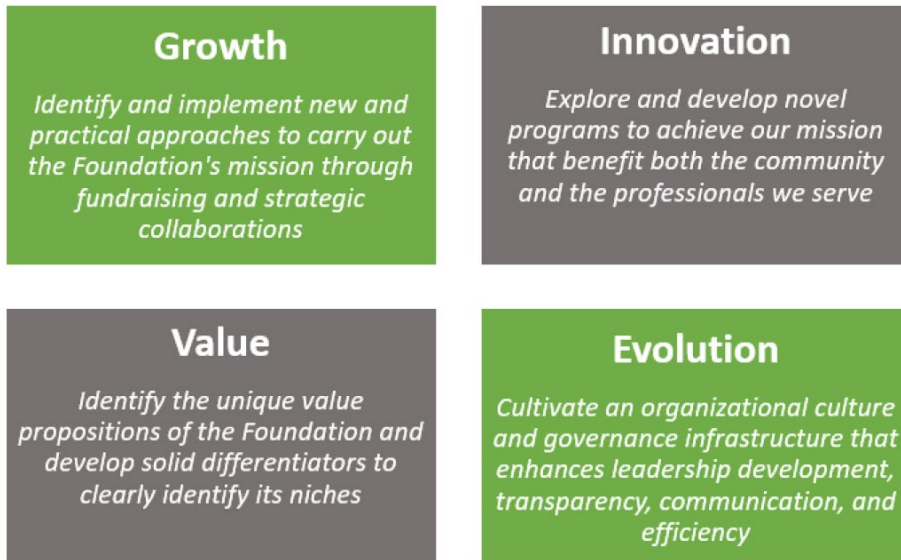 Growth
Identify and implement new and
practical approaches to carry out
the Foundation's mission through
fundraising and strategic
collaborations
Innovation
Explore and develop novel
programs to achieve our mission
that benefit both the community
and the professionals we serve
Value
Identify the unique value
propositions of the Foundation and
develop solid differentiators to
clearly identify its niches
Evolution
Cultivate an organizational culture
and governance infrastructure that
enhances leadership development,
transparency, communication, and
efficiency